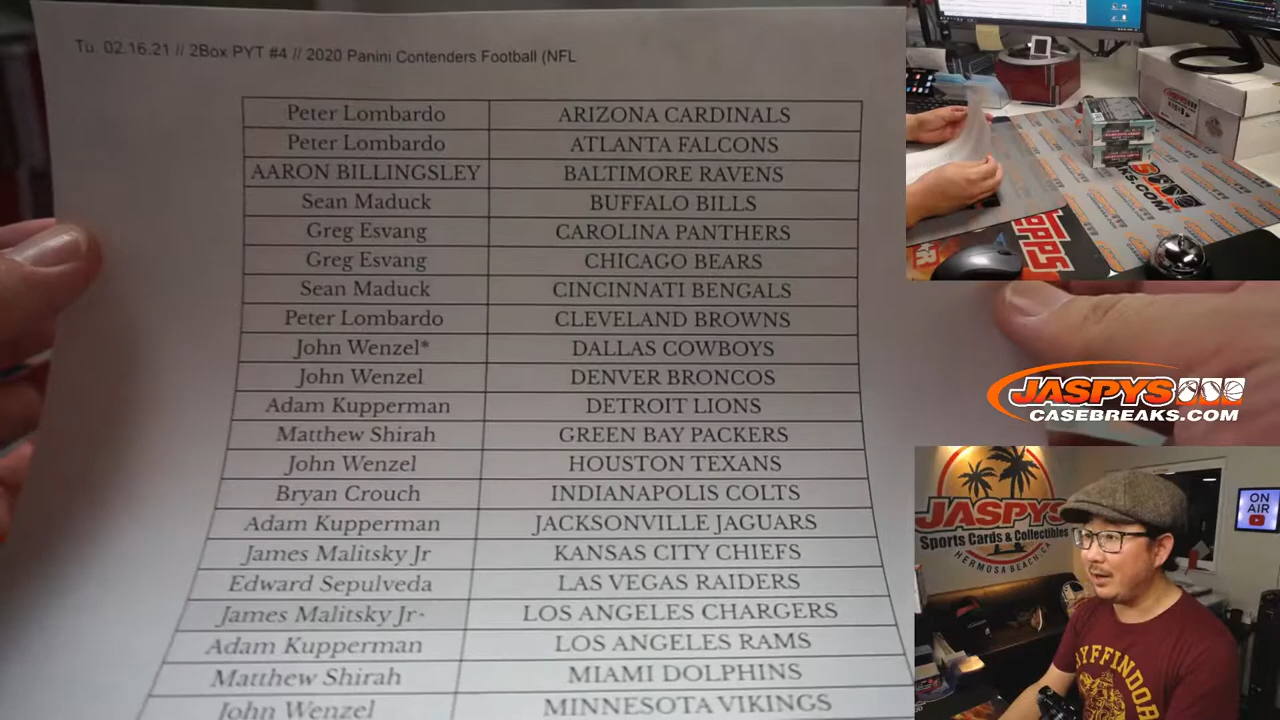 Tu. 02.16.21 // 2Box PYT #4 // 2020 Panini Contenders Football (NFL
Peter Lombardo ARIZONA CARDINALS
Peter Lombardo ATLANTA FALCONS
AARON BILLINGSLEY BALTIMORE RAVENS
Sean Maduck BUFFALO BILLS
Greg Esvang CAROLINA PANTHERS
Greg Esvang CHICAGO BEARS
Sean Maduck CINCINNATI BENGALS
Peter Lombardo CLEVELAND BROWNS
John Wenzel* DALLAS COWBOYS
John Wenzel DENVER BRONCOS
Adam Kupperman DETROIT LIONS
Matthew Shirah GREEN BAY PACKERS
John Wenzel HOUSTON TEXANS
Bryan Crouch INDIANAPOLIS COLTS
Adam Kupperman JACKSONVILLE JAGUARS
James Malitsky Jr KANSAS CITY CHIEFS
Edward Sepulveda LAS VEGAS RAIDERS
James Malitsky Jr- LOS ANGELES CHARGERS
Adam Kupperman LOS ANGELES RAMS
Matthew Shirah MIAMI DOLPHINS
John Wenzel MINNESOTA VIKINGS
TOPPS
JASPYS
CASEBREAKS.COM
JASPYS
Sports Cards & Collectibles
HERMOSA BEACH, CA
ON
AIR
GRYFFINDOR